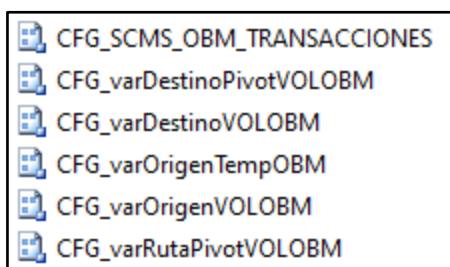 CFG_SCMS_OBM_TRANSACCIONES
CFG_varDestinoPivotVOLOBM
CFG_varDestinoVOLOBM
CFG_varOrigenTempOBM
CFG_varOrigenVOLOBM
CFG_varRutaPivotVOLOBM